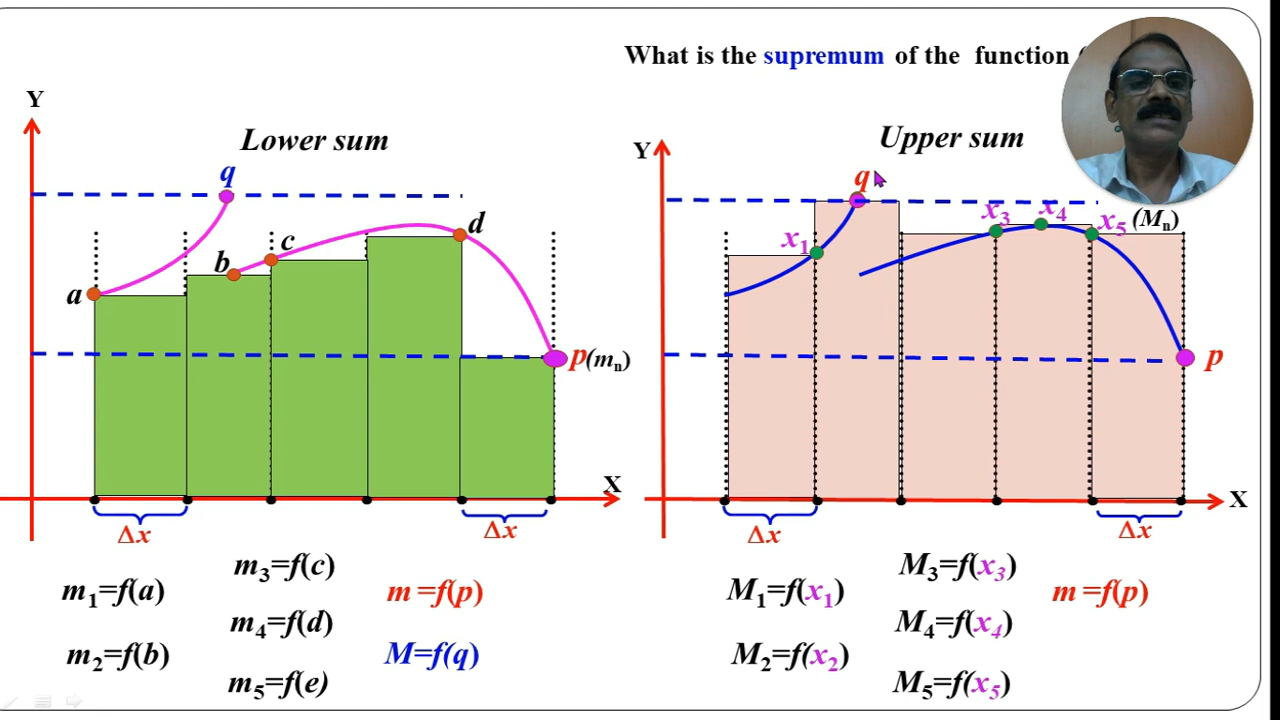 What is the supremum of the function
Lower sum
Upper sum
Y
q
a
b
c
d
p(mn)
X
Δx
Δx
Y
q
x1
x3
x4
x5 (Mn)
p
X
Δx
Δx
m1=f(a)
m2=f(b)
m3=f(c)
m4=f(d)
m5=f(e)
m =f(p)
M=f(q)
M1=f(x1)
M2=f(x2)
M3=f(x3)
M4=f(x4)
M5=f(x5)
m =f(p)